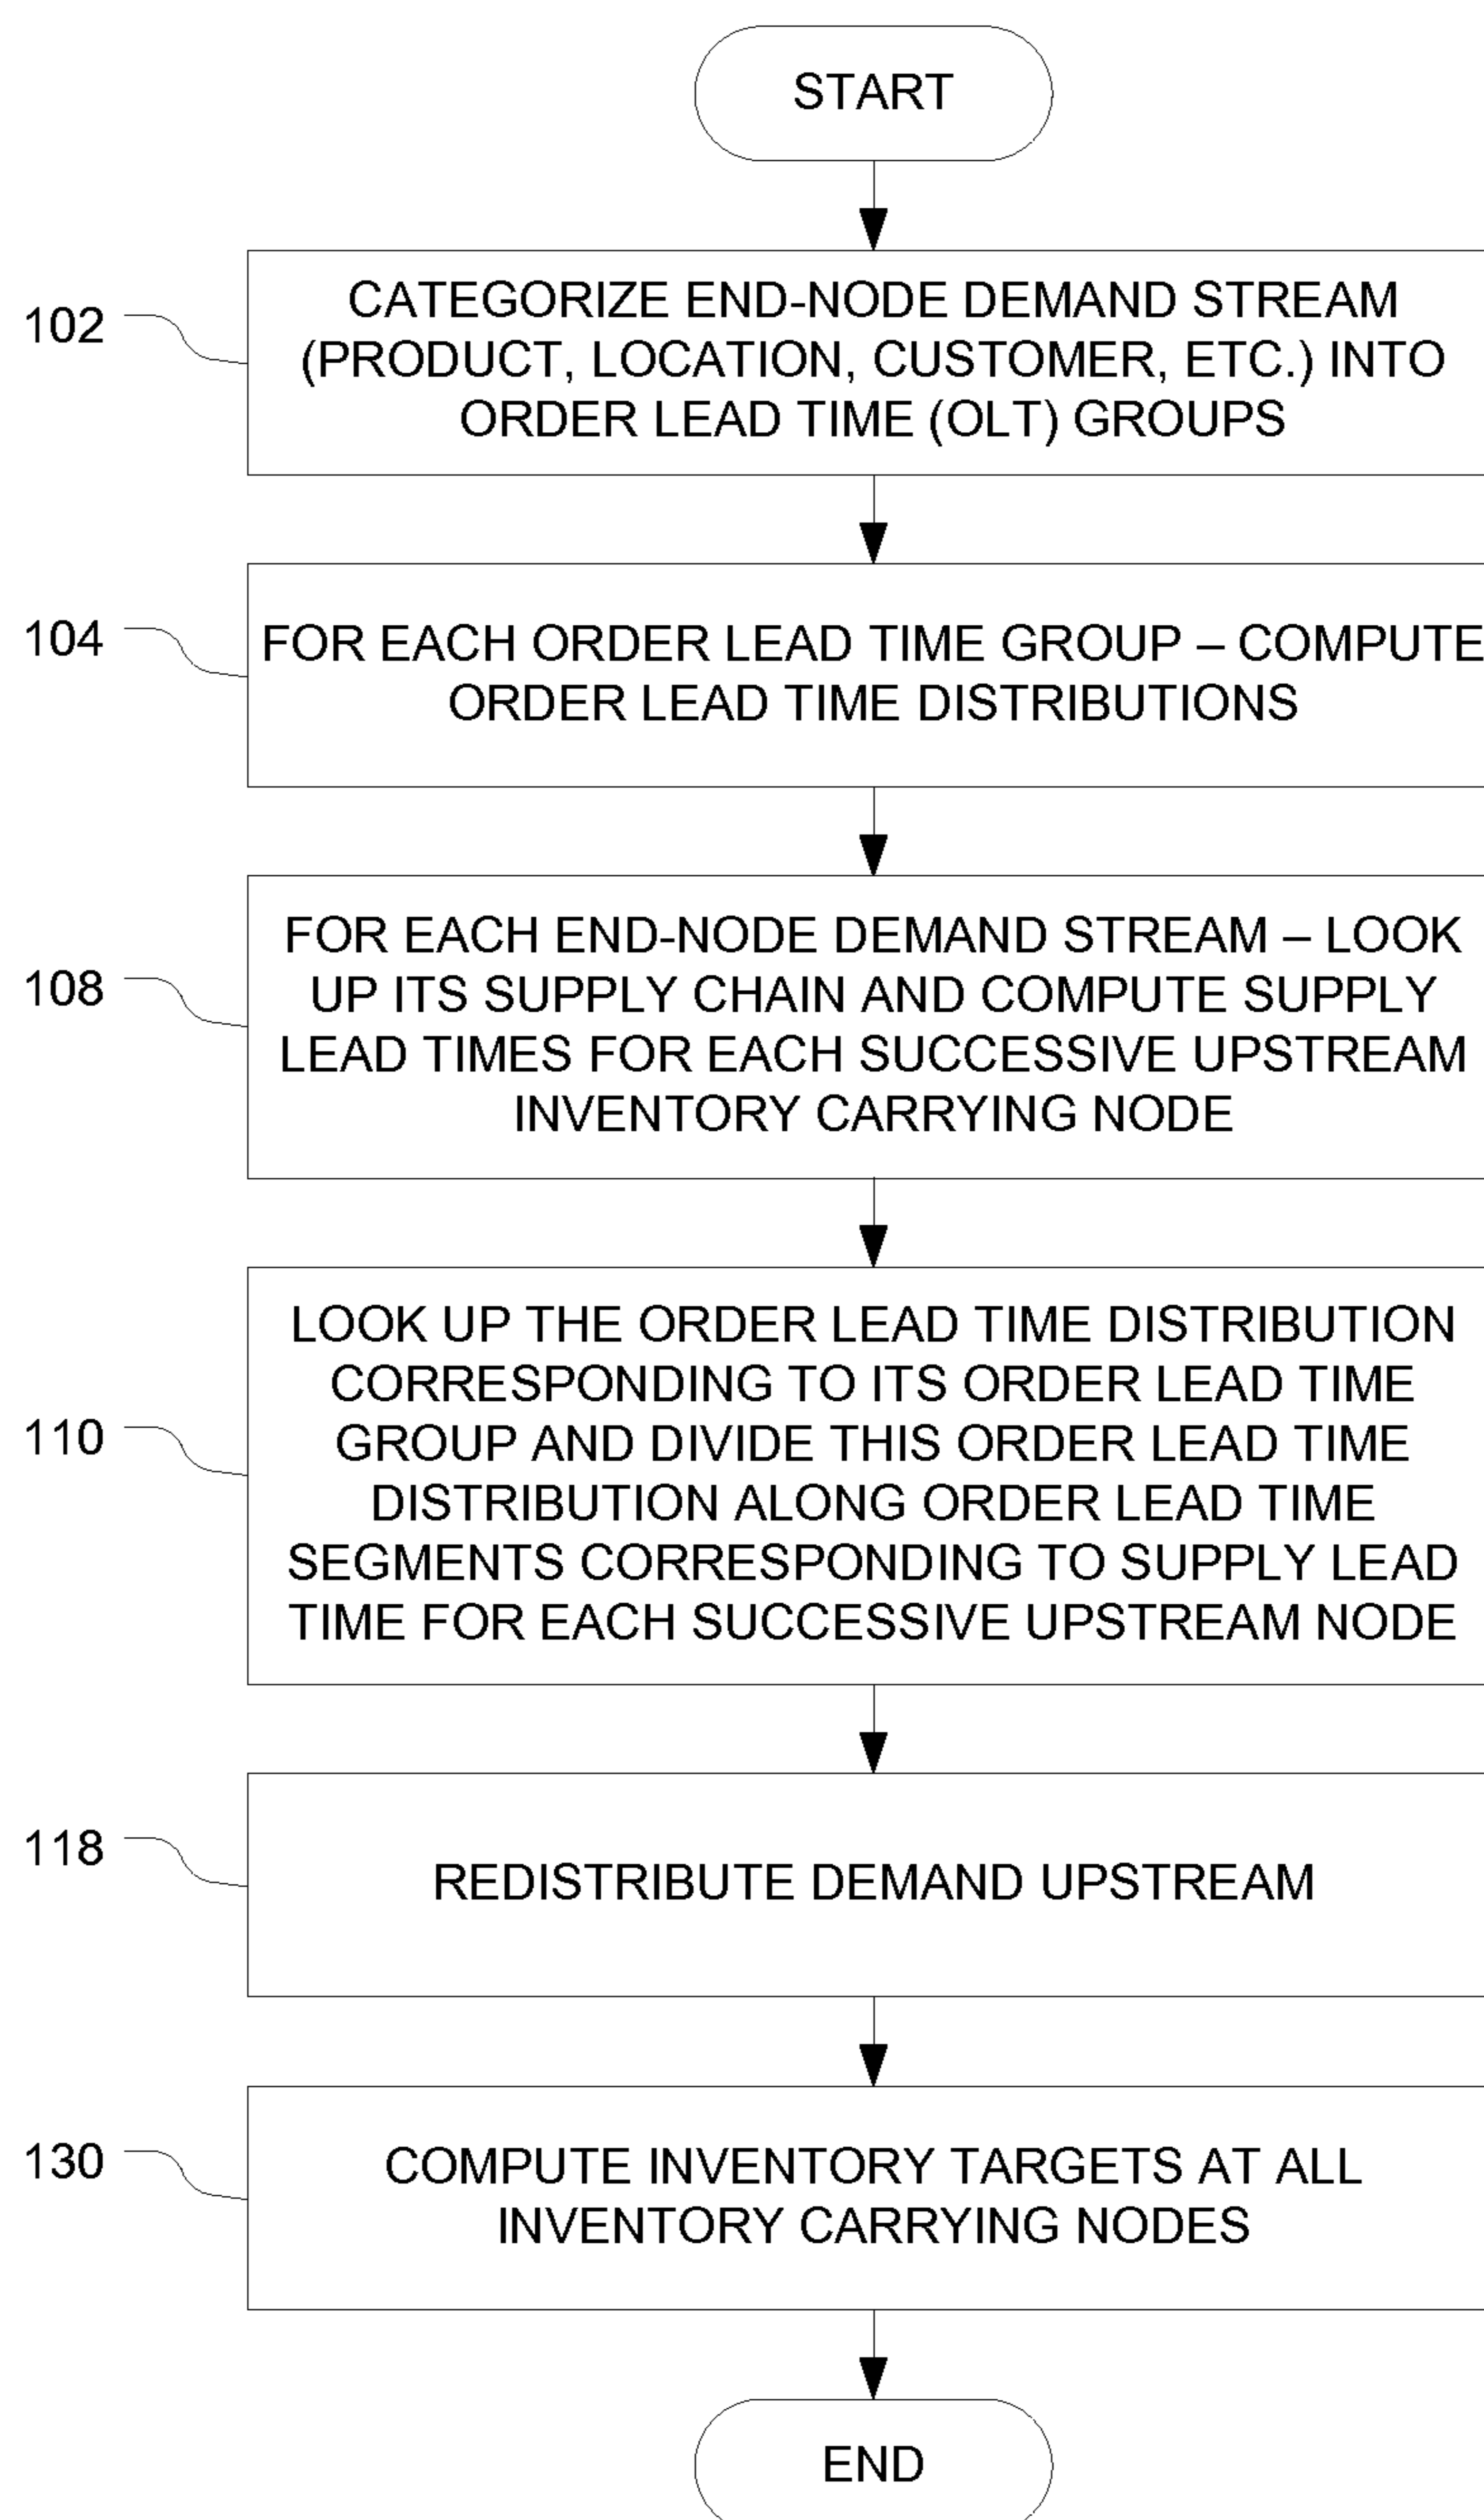 START
102
CATEGORIZE END-NODE DEMAND STREAM
(PRODUCT, LOCATION, CUSTOMER, ETC.) INTO
ORDER LEAD TIME (OLT) GROUPS
104
FOR EACH ORDER LEAD TIME GROUP – COMPUTE
ORDER LEAD TIME DISTRIBUTIONS
108
FOR EACH END-NODE DEMAND STREAM – LOOK
UP ITS SUPPLY CHAIN AND COMPUTE SUPPLY
LEAD TIMES FOR EACH SUCCESSIVE UPSTREAM
INVENTORY CARRYING NODE
110
LOOK UP THE ORDER LEAD TIME DISTRIBUTION
CORRESPONDING TO ITS ORDER LEAD TIME
GROUP AND DIVIDE THIS ORDER LEAD TIME
DISTRIBUTION ALONG ORDER LEAD TIME
SEGMENTS CORRESPONDING TO SUPPLY LEAD
TIME FOR EACH SUCCESSIVE UPSTREAM NODE
118
REDISTRIBUTE DEMAND UPSTREAM
130
COMPUTE INVENTORY TARGETS AT ALL
INVENTORY CARRYING NODES
END